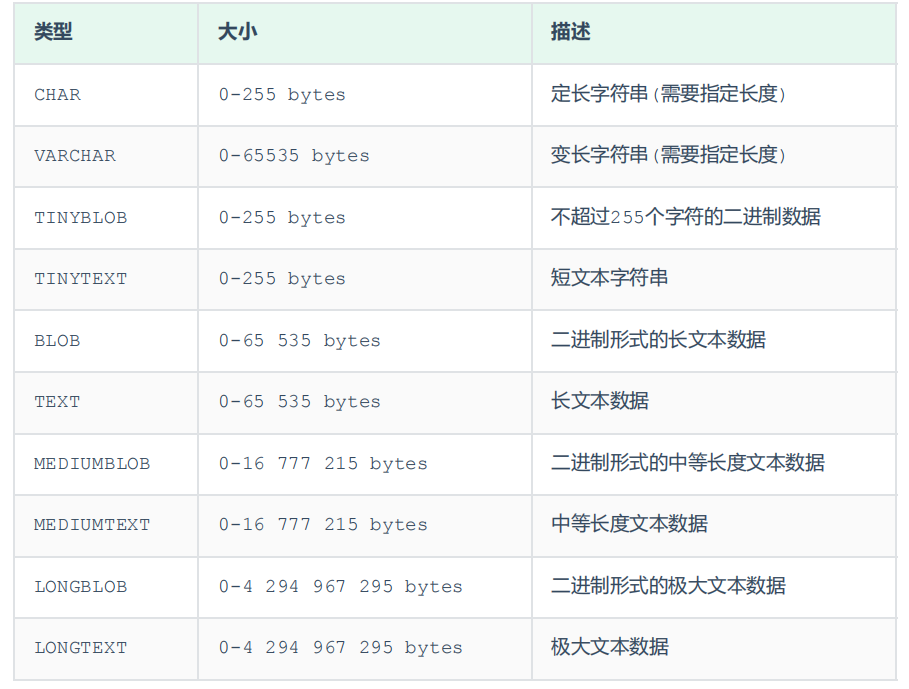 类型 大小 描述
CHAR 0-255 bytes 定长字符串(需要指定长度)
VARCHAR 0-65535 bytes 变长字符串(需要指定长度)
TINYBLOB 0-255 bytes 不超过255个字符的二进制数据
TINYTEXT 0-255 bytes 短文本字符串
BLOB 0-65 535 bytes 二进制形式的长文本数据
TEXT 0-65 535 bytes 长文本数据
MEDIUMBLOB 0-16 777 215 bytes 二进制形式的中等长度文本数据
MEDIUMTEXT 0-16 777 215 bytes 中等长度文本数据
LONGBLOB 0-4 294 967 295 bytes 二进制形式的极大文本数据
LONGTEXT 0-4 294 967 295 bytes 极大文本数据